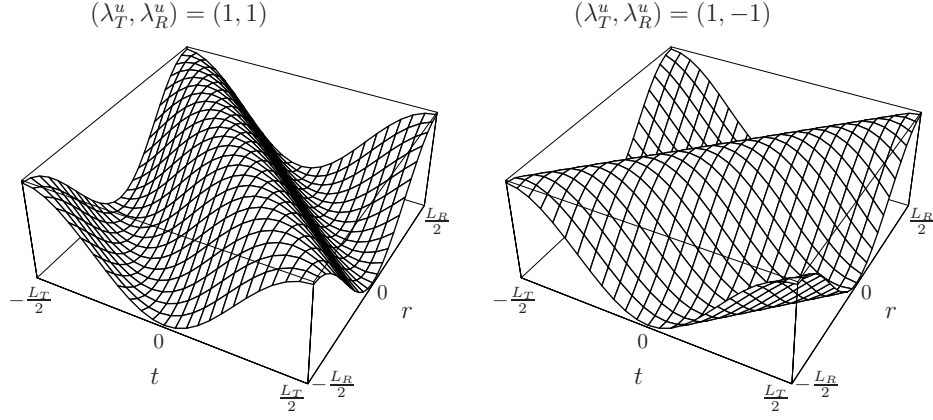 (λ_T^u, λ_R^u) = (1, 1)
(λ_T^u, λ_R^u) = (1, −1)
L_R/2
L_R/2
−L_T/2
0
r
−L_T/2
0
r
0
0
t
L_T/2
−L_R/2
t
L_T/2
−L_R/2